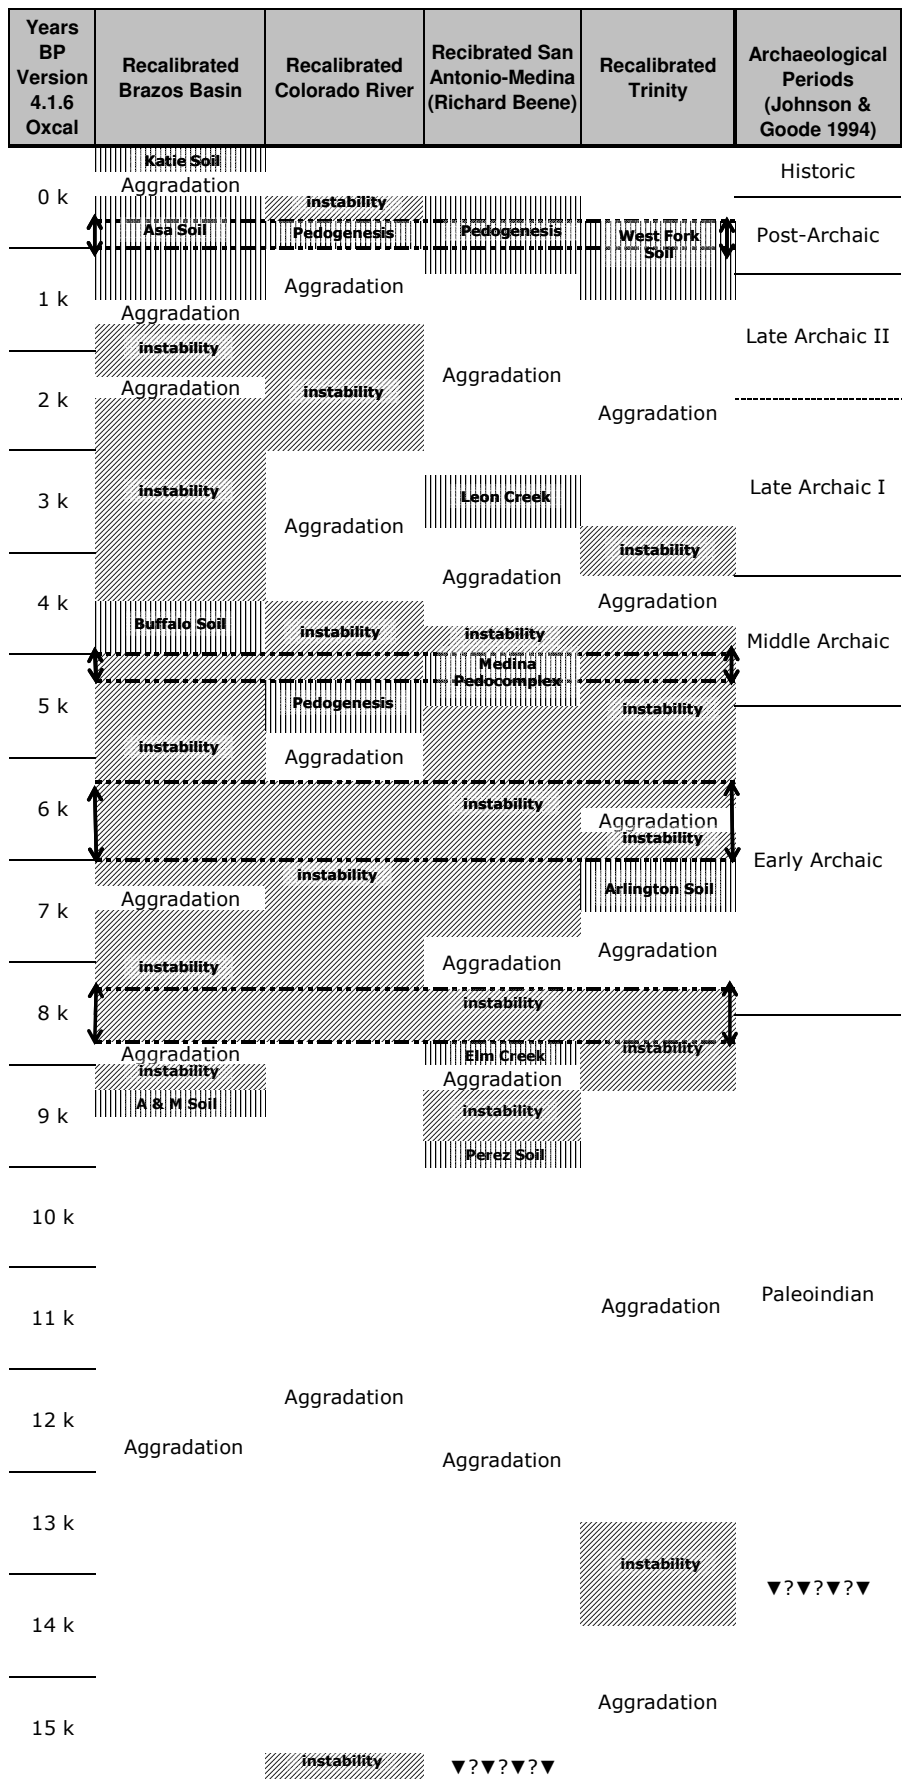 Years
BP
Version
4.1.6
Oxcal
Recalibrated
Brazos Basin
Recalibrated
Colorado River
Recibrated San
Antonio-Medina
(Richard Beene)
Recalibrated
Trinity
Archaeological
Periods
(Johnson &
Goode 1994)
Katie Soil
Historic
Aggradation
0 k
instability
Asa Soil
Pedogenesis
Pedogenesis
West Fork
Soil
Post-Archaic
Aggradation
1 k
Aggradation
Late Archaic II
instability
Aggradation
Aggradation
instability
2 k
Aggradation
instability
Leon Creek
Late Archaic I
3 k
Aggradation
instability
Aggradation
4 k
Aggradation
Buffalo Soil
instability
instability
Middle Archaic
Medina
Pedocomplex
5 k
Pedogenesis
instability
instability
Aggradation
6 k
instability
Aggradation
instability
Early Archaic
instability
Arlington Soil
Aggradation
7 k
Aggradation
instability
Aggradation
instability
8 k
Aggradation
Elm Creek
instability
instability
Aggradation
A & M Soil
instability
9 k
Perez Soil
10 k
Paleoindian
Aggradation
11 k
Aggradation
12 k
Aggradation
Aggradation
13 k
instability
▼?▼?▼?▼
14 k
Aggradation
15 k
instability
▼?▼?▼?▼